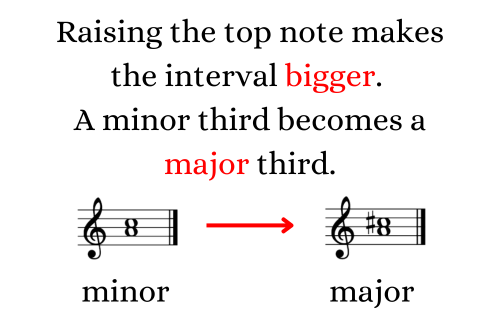 Raising the top note makes
the interval bigger.
A minor third becomes a
major third.
minor
major